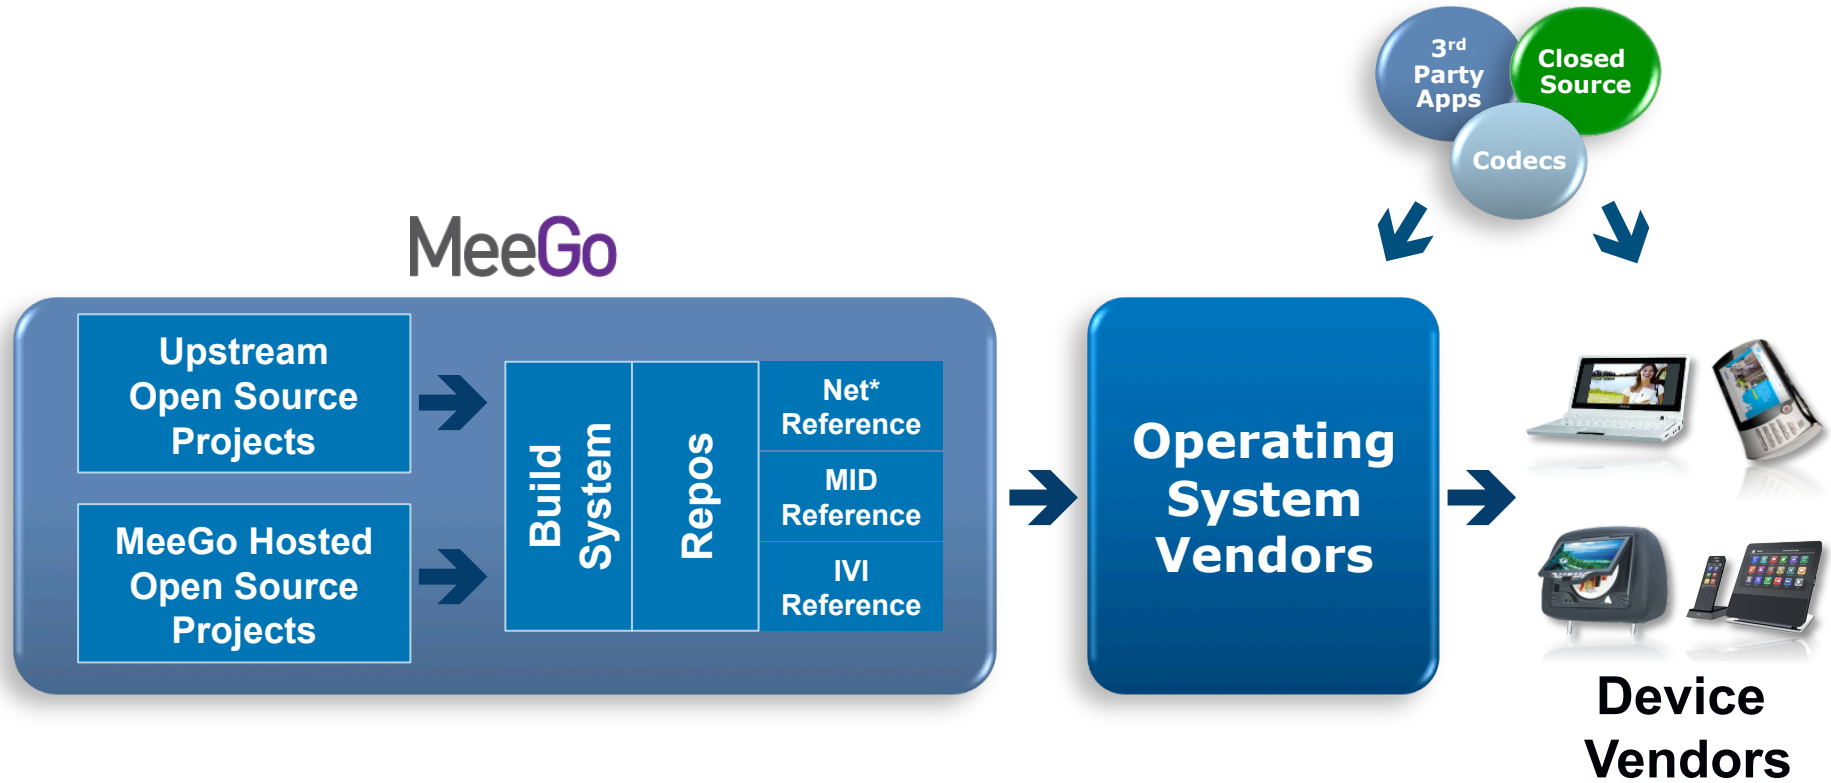 3rd
Party
Apps
Closed
Source
Codecs
MeeGo
Upstream
Open Source
Projects
MeeGo Hosted
Open Source
Projects
Build
System
Repos
Net*
Reference
MID
Reference
IVI
Reference
Operating
System
Vendors
Device
Vendors